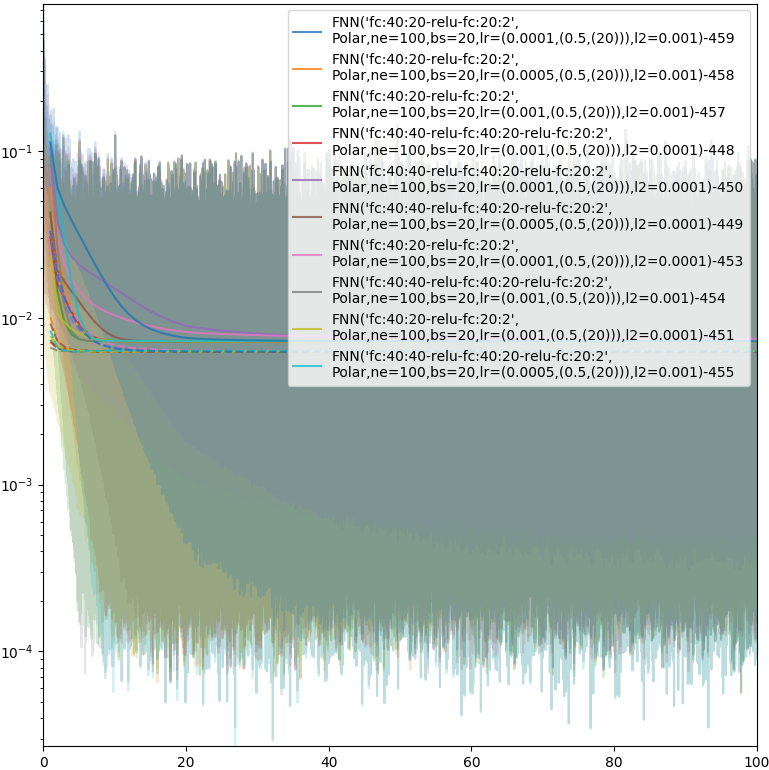 10⁻¹
10⁻²
10⁻³
10⁻⁴
0
20
40
60
80
100
FNN('fc:40:20-relu-fc:20:2',
Polar,ne=100,bs=20,lr=(0.0001,(0.5,(20))),l2=0.001)-459
FNN('fc:40:20-relu-fc:20:2',
Polar,ne=100,bs=20,lr=(0.0005,(0.5,(20))),l2=0.001)-458
FNN('fc:40:20-relu-fc:20:2',
Polar,ne=100,bs=20,lr=(0.001,(0.5,(20))),l2=0.001)-457
FNN('fc:40:40-relu-fc:40:20-relu-fc:20:2',
Polar,ne=100,bs=20,lr=(0.001,(0.5,(20))),l2=0.0001)-448
FNN('fc:40:40-relu-fc:40:20-relu-fc:20:2',
Polar,ne=100,bs=20,lr=(0.0001,(0.5,(20))),l2=0.0001)-450
FNN('fc:40:40-relu-fc:40:20-relu-fc:20:2',
Polar,ne=100,bs=20,lr=(0.0005,(0.5,(20))),l2=0.0001)-449
FNN('fc:40:20-relu-fc:20:2',
Polar,ne=100,bs=20,lr=(0.0001,(0.5,(20))),l2=0.0001)-453
FNN('fc:40:40-relu-fc:40:20-relu-fc:20:2',
Polar,ne=100,bs=20,lr=(0.001,(0.5,(20))),l2=0.001)-454
FNN('fc:40:20-relu-fc:20:2',
Polar,ne=100,bs=20,lr=(0.001,(0.5,(20))),l2=0.0001)-451
FNN('fc:40:40-relu-fc:40:20-relu-fc:20:2',
Polar,ne=100,bs=20,lr=(0.0005,(0.5,(20))),l2=0.001)-455